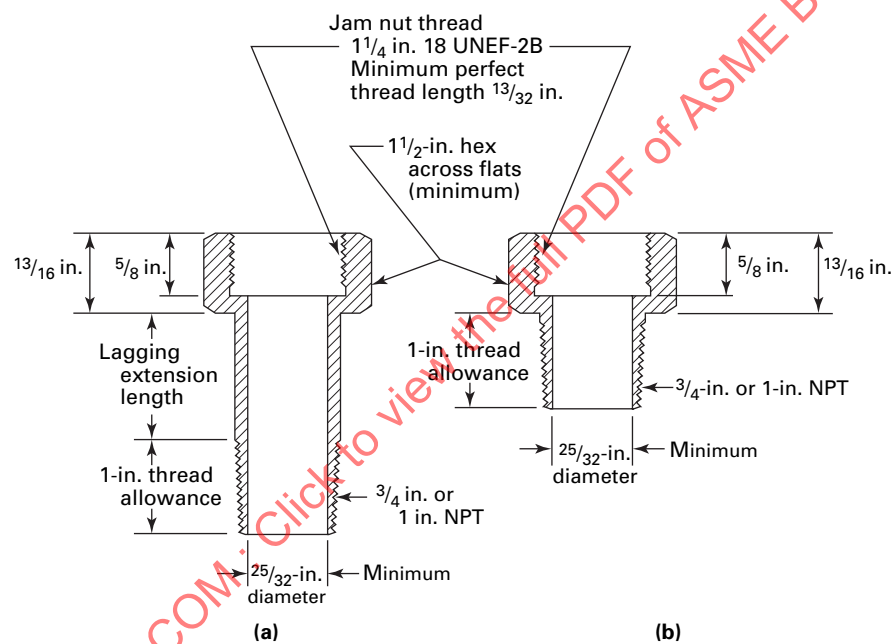 Jam nut thread
1 1/4 in. 18 UNEF-2B
Minimum perfect
thread length 13/32 in.
1 1/2-in. hex
across flats
(minimum)
13/16 in.
5/8 in.
5/8 in.
13/16 in.
Lagging
extension
length
1-in. thread
allowance
1-in. thread
allowance
3/4-in. or 1-in. NPT
25/32-in.
diameter
Minimum
3/4 in. or
1 in. NPT
25/32-in.
diameter
Minimum
(a)
(b)
COM : Click to view the full PDF of ASME B